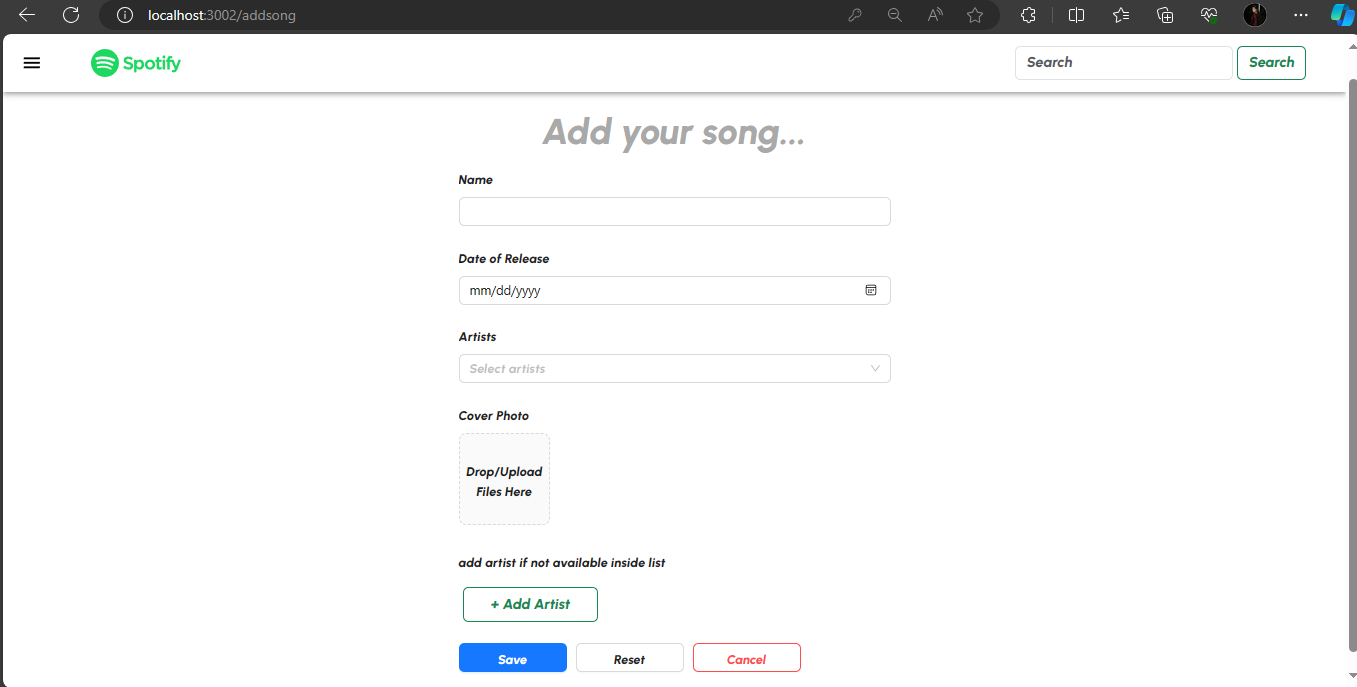 localhost:3002/addsong
Spotify
Search
Search
Add your song...
Name
Date of Release
mm/dd/yyyy
Artists
Select artists
Cover Photo
Drop/Upload
Files Here
add artist if not available inside list
+ Add Artist
Save
Reset
Cancel